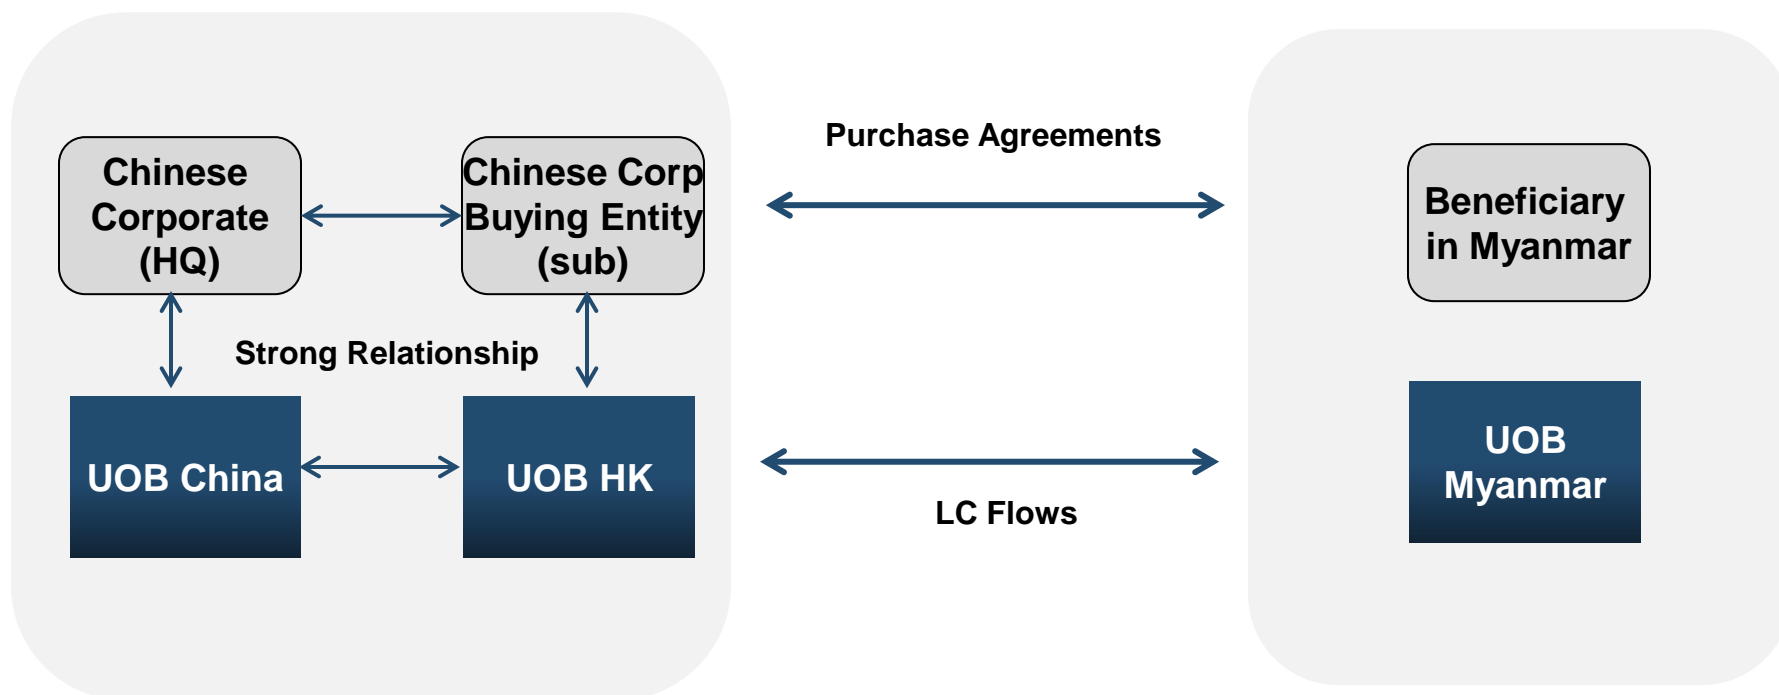 Chinese
Corporate
(HQ)
Chinese Corp
Buying Entity
(sub)
Purchase Agreements
Beneficiary
in Myanmar
Strong Relationship
UOB China
UOB HK
LC Flows
UOB
Myanmar